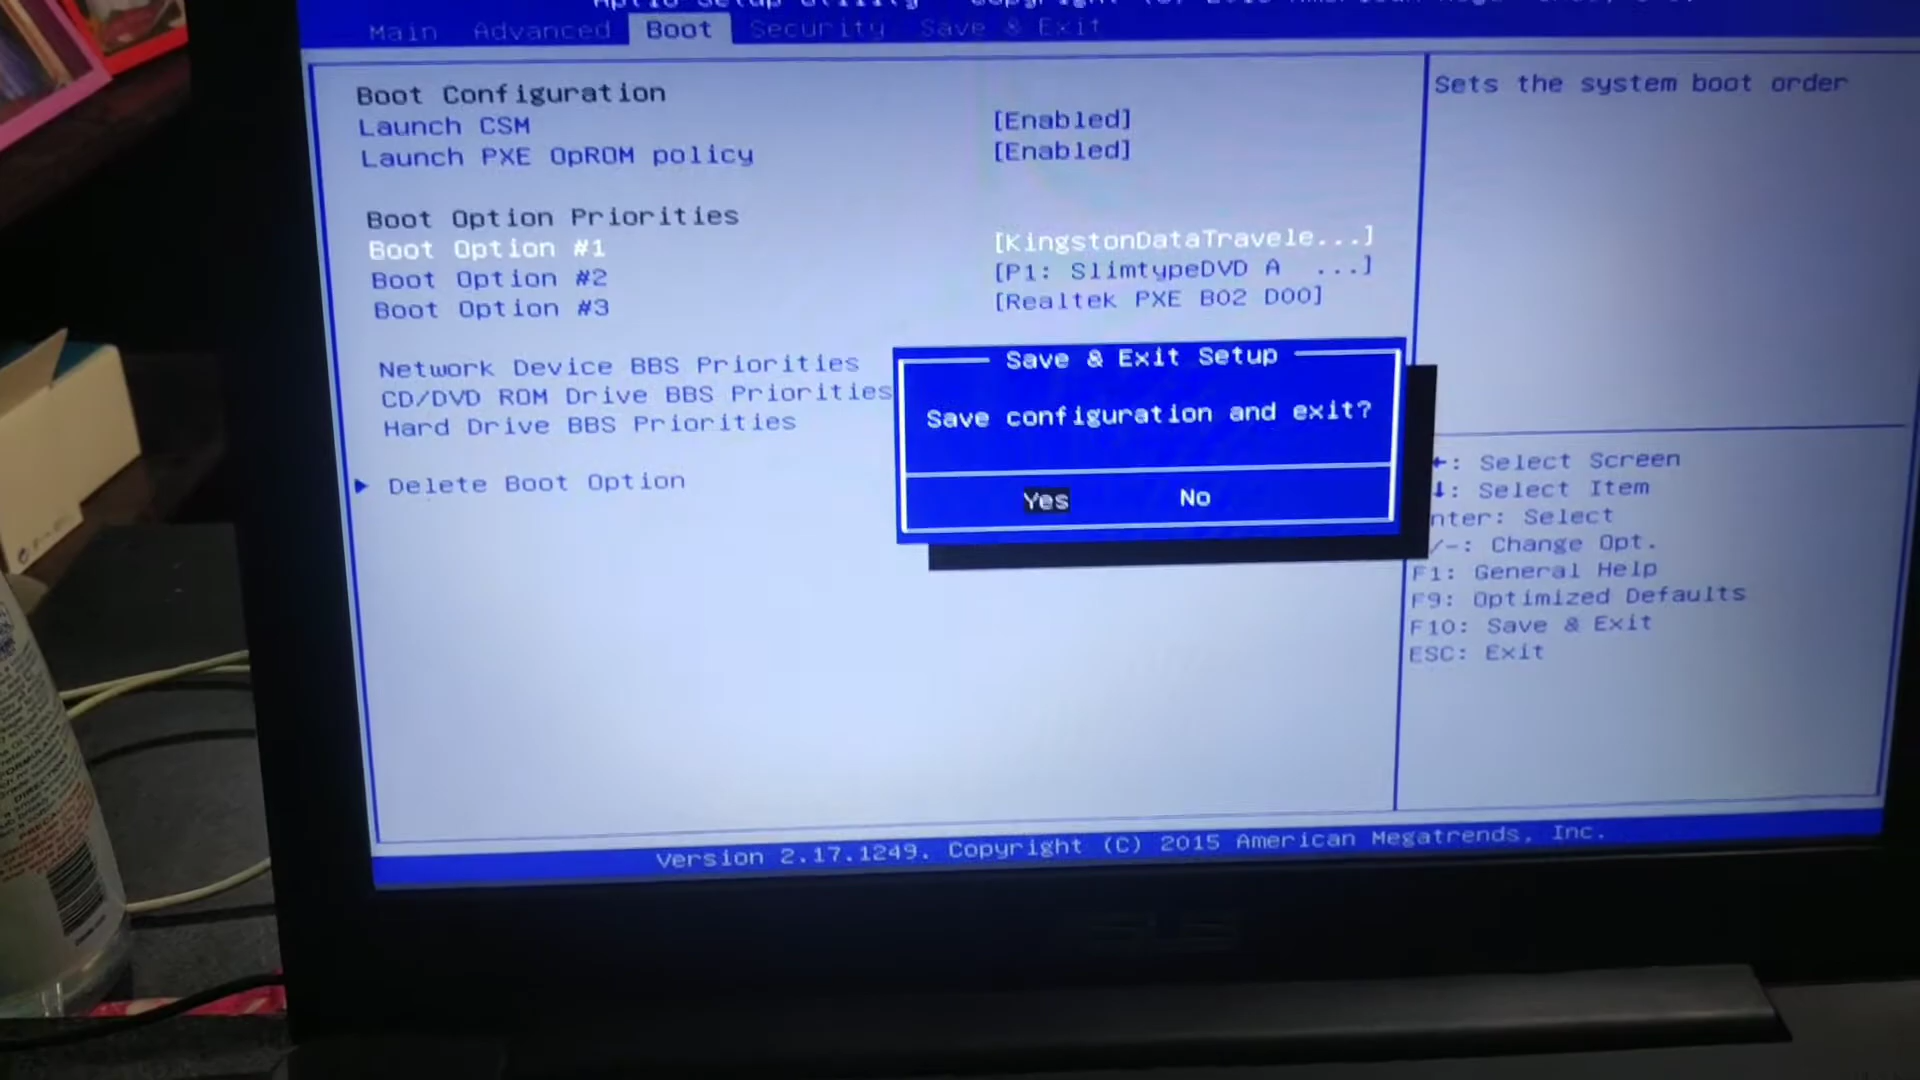 Main Advanced Boot Security Save & Exit
Boot Configuration
Launch CSM [Enabled]
Launch PXE OpROM policy [Enabled]
Boot Option Priorities
Boot Option #1 [KingstonDataTravele...]
Boot Option #2 [P1: SlimtypeDVD A ...]
Boot Option #3 [Realtek PXE B02 D00]
Network Device BBS Priorities
CD/DVD ROM Drive BBS Priorities
Hard Drive BBS Priorities
Delete Boot Option
Save & Exit Setup
Save configuration and exit?
Yes No
Sets the system boot order
←: Select Screen
↓: Select Item
nter: Select
/-: Change Opt.
F1: General Help
F9: Optimized Defaults
F10: Save & Exit
ESC: Exit
Version 2.17.1249. Copyright (C) 2015 American Megatrends, Inc.